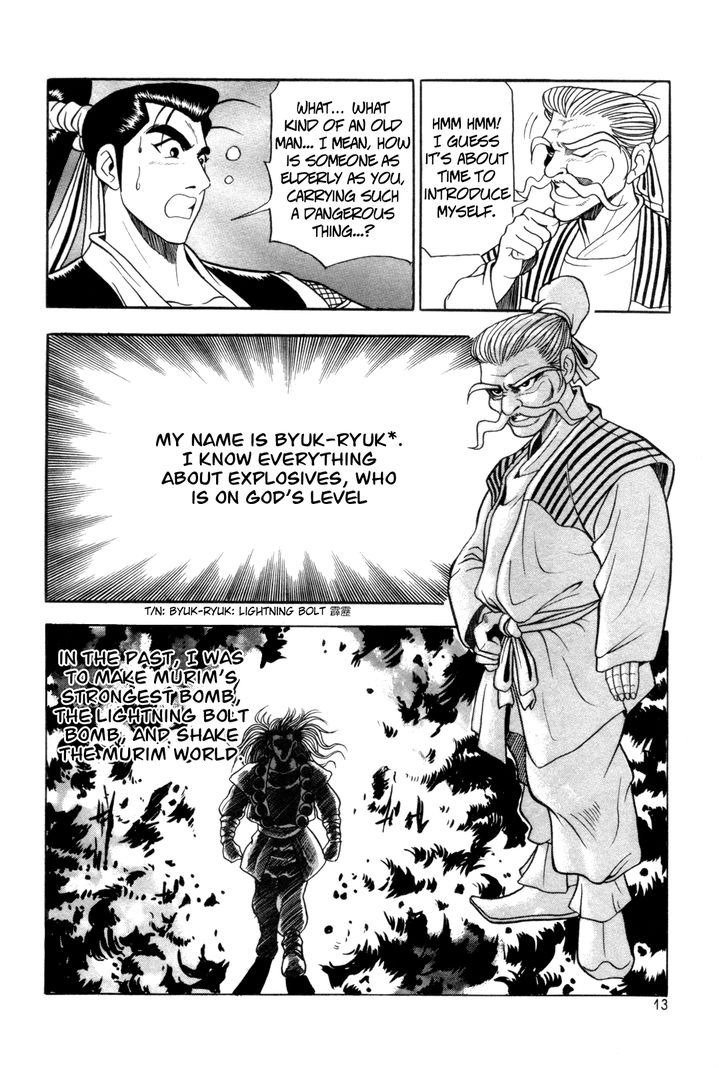 WHAT... WHAT
KIND OF AN OLD
MAN... I MEAN, HOW
IS SOMEONE AS
ELDERLY AS YOU,
CARRYING SUCH
A DANGEROUS
THING...?
HMM HMM!
I GUESS
IT'S ABOUT
TIME TO
INTRODUCE
MYSELF.
MY NAME IS BYUK-RYUK*.
I KNOW EVERYTHING
ABOUT EXPLOSIVES, WHO
IS ON GOD'S LEVEL
T/N: BYUK-RYUK: LIGHTNING BOLT 霹靂
IN THE PAST, I WAS
TO MAKE MURIM'S
STRONGEST BOMB,
THE LIGHTNING BOLT
BOMB, AND SHAKE
THE MURIM WORLD.
13